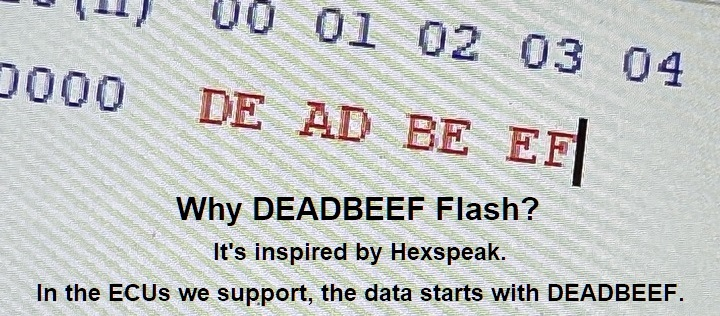 00 01 02 03 04
0000 DE AD BE EF
Why DEADBEEF Flash?
It's inspired by Hexspeak.
In the ECUs we support, the data starts with DEADBEEF.